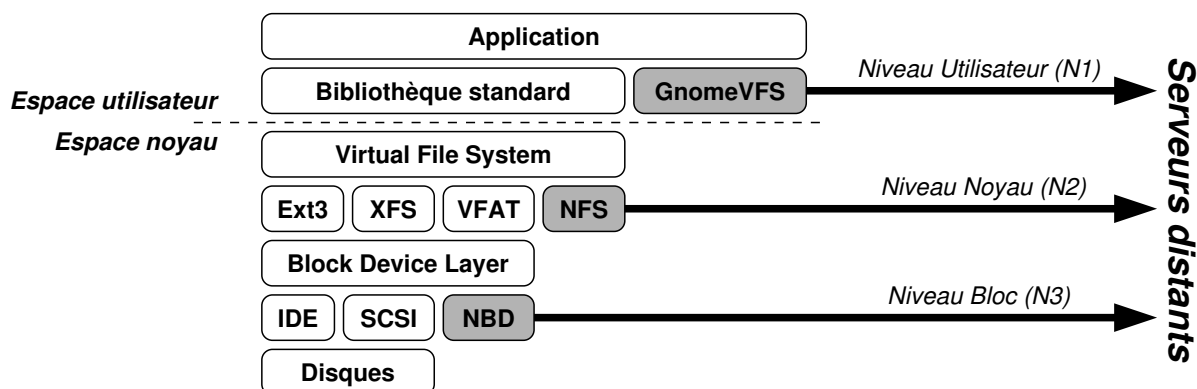 Application
Niveau Utilisateur (N1)
Bibliothèque standard GnomeVFS
Espace utilisateur
Espace noyau
Virtual File System
Niveau Noyau (N2)
Ext3 XFS VFAT NFS
Block Device Layer
Niveau Bloc (N3)
IDE SCSI NBD
Disques
Serveurs distants